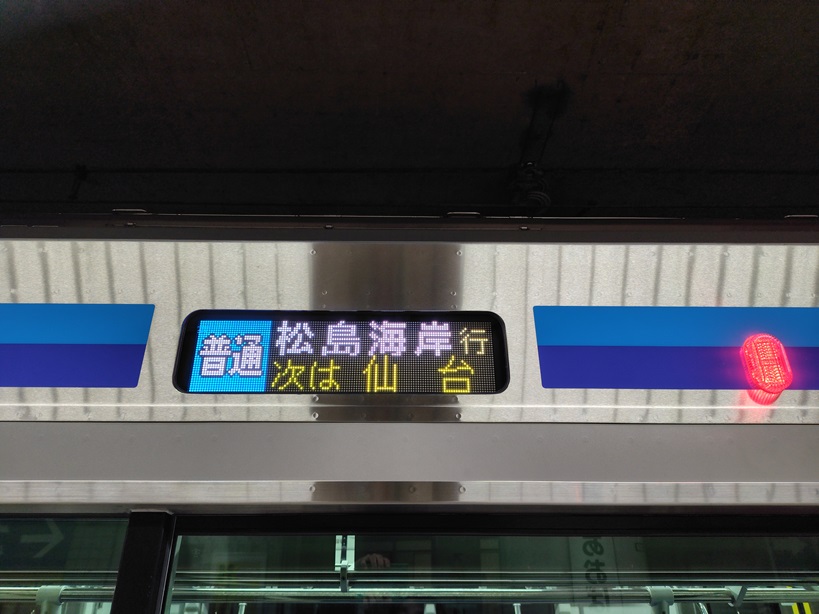 普通
松島海岸行
次は 仙台